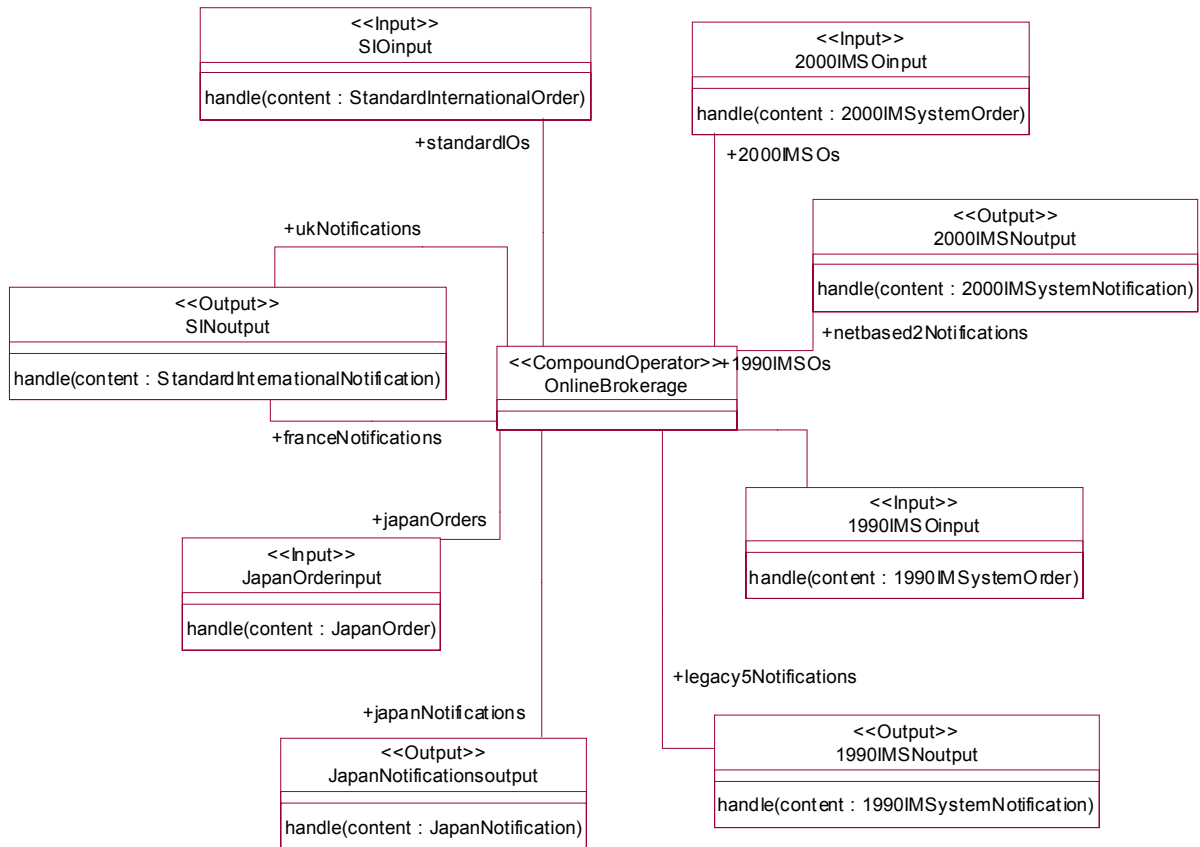 <<Input>>
SIOinput
handle(content : StandardInternationalOrder)
<<Input>>
2000IMSOinput
handle(content : 2000IMSystemOrder)
+standardIOs
+2000IMSOs
+ukNotifications
<<Output>>
2000IMSNoutput
handle(content : 2000IMSystemNotification)
<<Output>>
SINoutput
handle(content : StandardInternationalNotification)
+netbased2Notifications
<<CompoundOperator>>
OnlineBrokerage
+1990IMSOs
+franceNotifications
+japanOrders
<<Input>>
1990IMSOinput
handle(content : 1990IMSystemOrder)
<<Input>>
JapanOrderinput
handle(content : JapanOrder)
+legacy5Notifications
+japanNotifications
<<Output>>
JapanNotificationsoutput
handle(content : JapanNotification)
<<Output>>
1990IMSNoutput
handle(content : 1990IMSystemNotification)